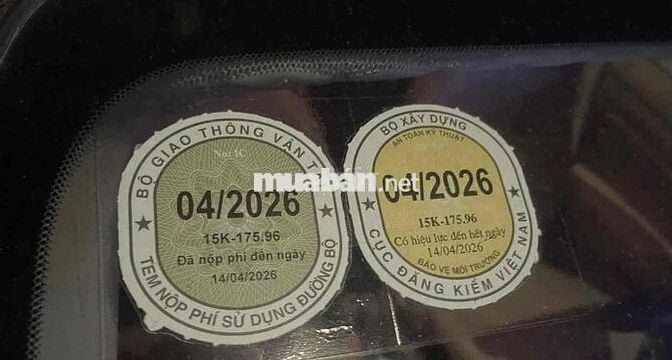 BỘ GIAO THÔNG VẬN T
04/2026
15K-175.96
Đã nộp phí đến ngày
14/04/2026
TEM NỘP PHÍ SỬ DỤNG ĐƯỜNG BỘ
BỘ XÂY DỰNG
AN TOÀN KỸ THUẬT
04/2026
15K-175.96
Có hiệu lực đến hết ngày
14/04/2026
BẢO VỆ MÔI TRƯỜNG
CỤC ĐĂNG KIỂM VIỆT NAM
muaban.net